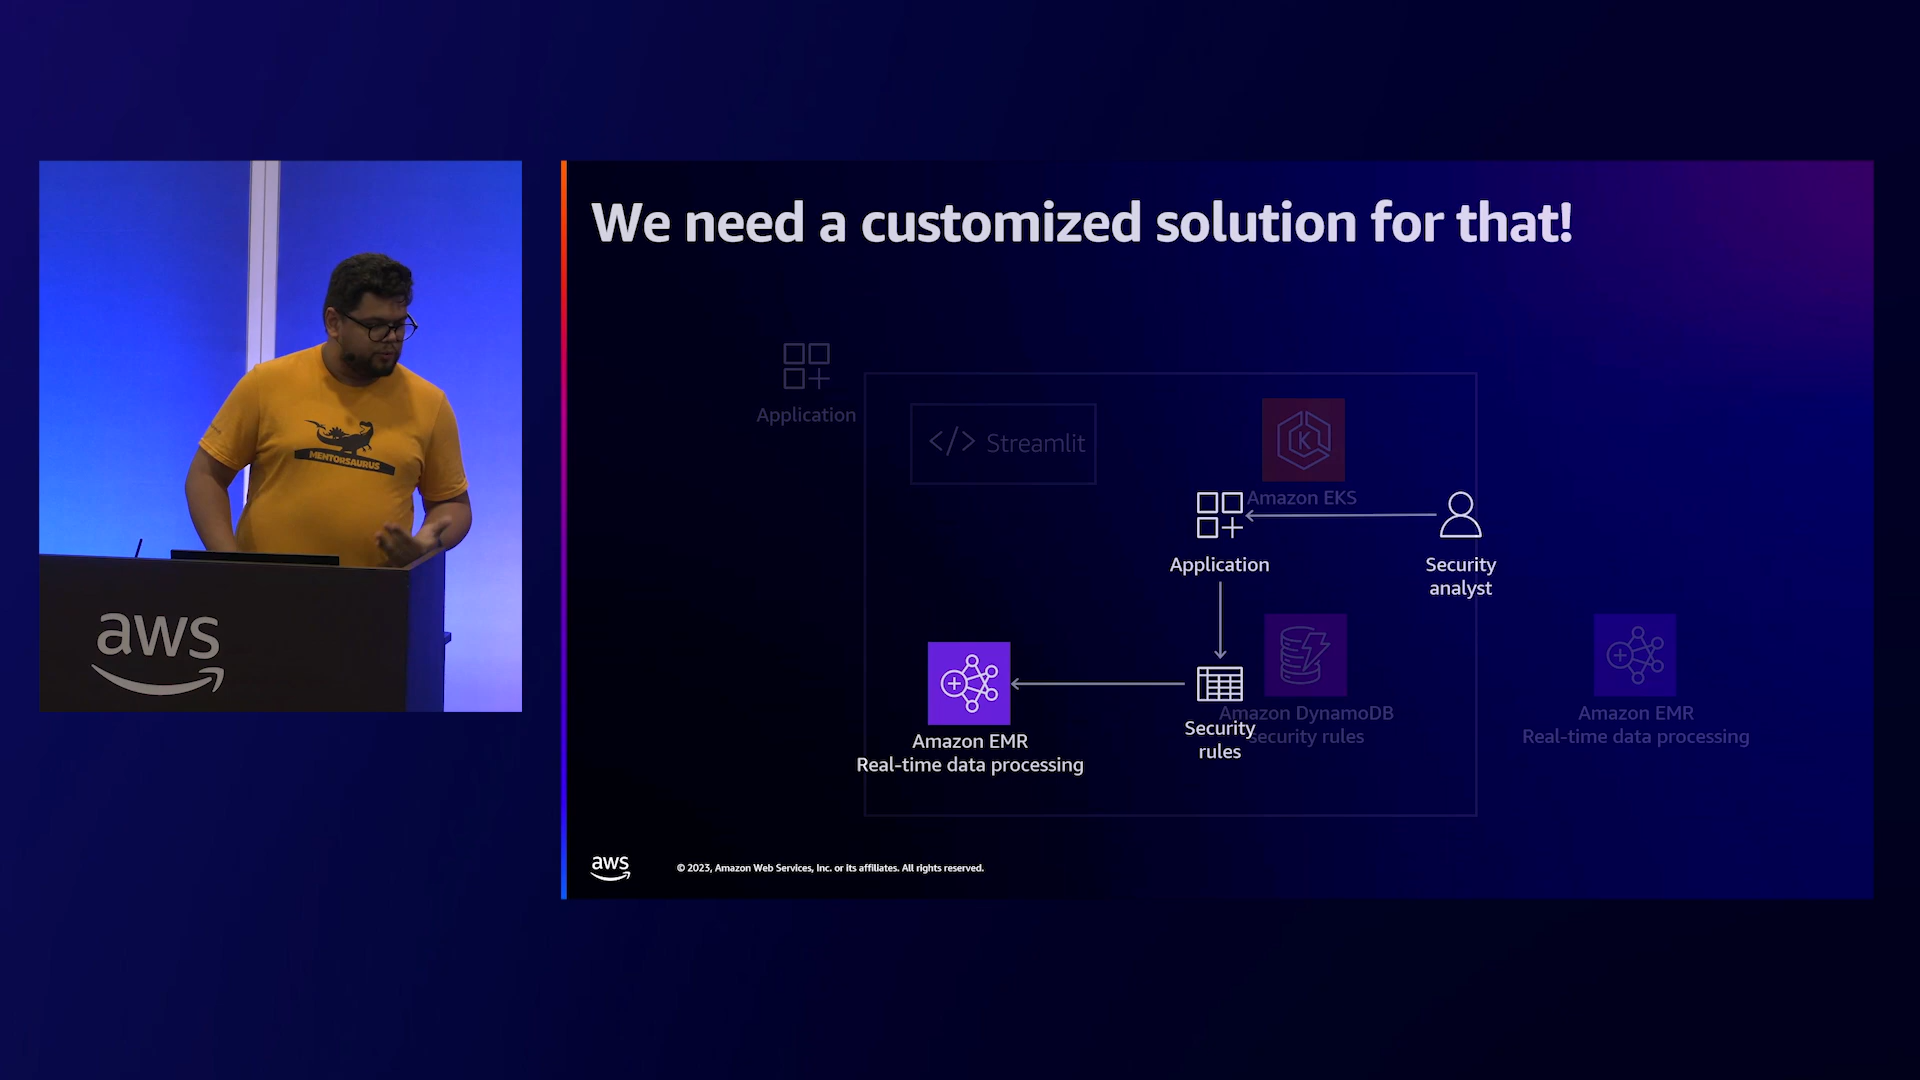 We need a customized solution for that!
Application
</> Streamlit
Amazon EKS
Application
Security
analyst
Amazon EMR
Real-time data processing
Security
rules
Amazon DynamoDB
security rules
Amazon EMR
Real-time data processing
MENTORSAURUS
aws
aws
© 2023, Amazon Web Services, Inc. or its affiliates. All rights reserved.